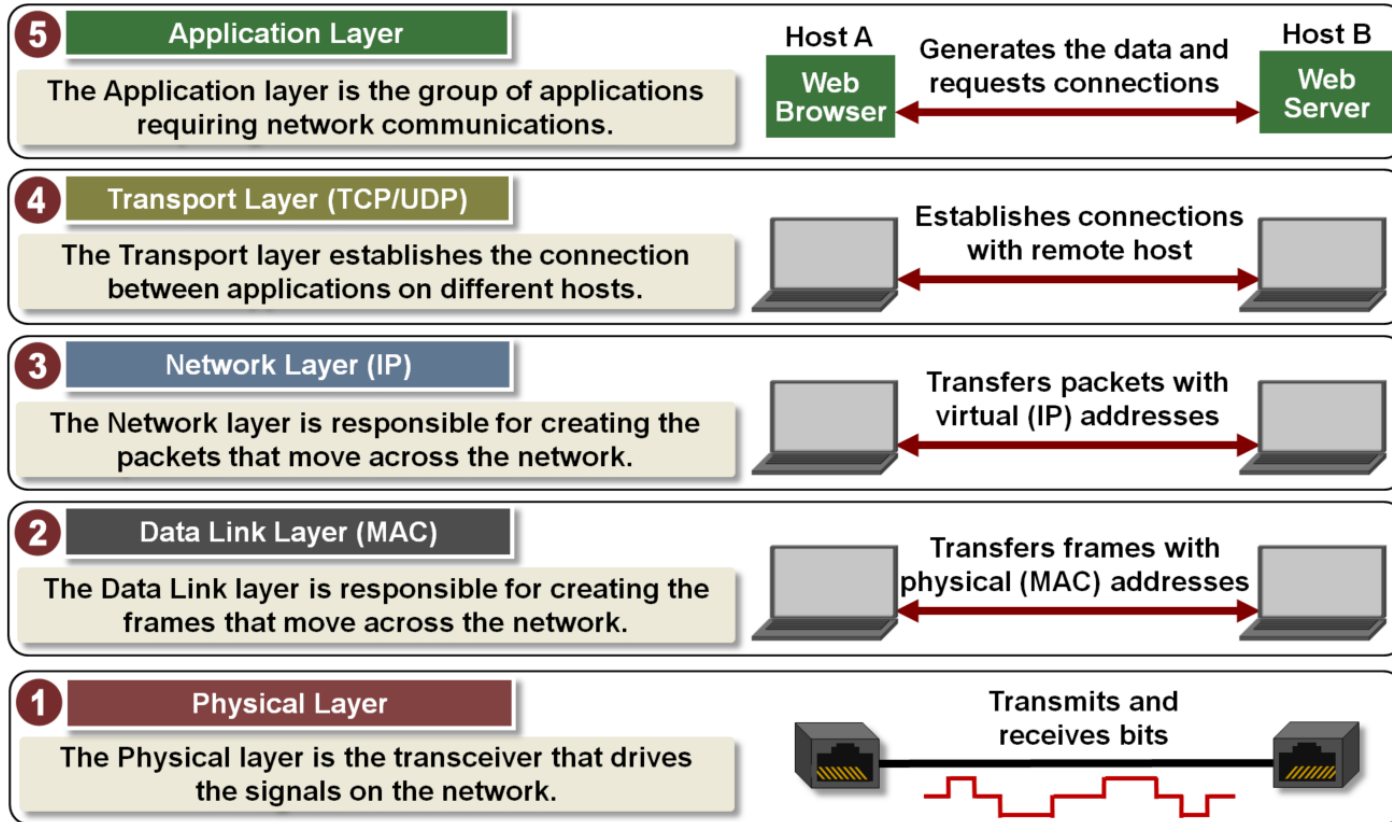 5
Application Layer
The Application layer is the group of applications
requiring network communications.
Host A
Web
Browser
Generates the data and
requests connections
Host B
Web
Server
4
Transport Layer (TCP/UDP)
The Transport layer establishes the connection
between applications on different hosts.
Establishes connections
with remote host
3
Network Layer (IP)
The Network layer is responsible for creating the
packets that move across the network.
Transfers packets with
virtual (IP) addresses
2
Data Link Layer (MAC)
The Data Link layer is responsible for creating the
frames that move across the network.
Transfers frames with
physical (MAC) addresses
1
Physical Layer
The Physical layer is the transceiver that drives
the signals on the network.
Transmits and
receives bits